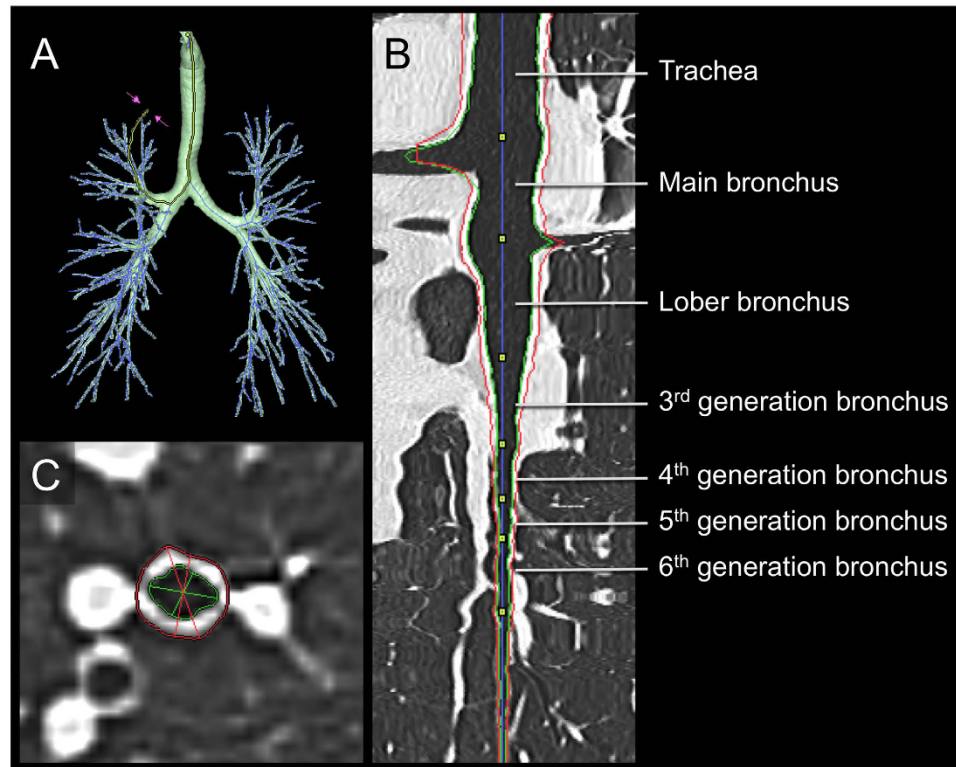 A
B
Trachea
Main bronchus
Lober bronchus
3rd generation bronchus
4th generation bronchus
5th generation bronchus
6th generation bronchus
C